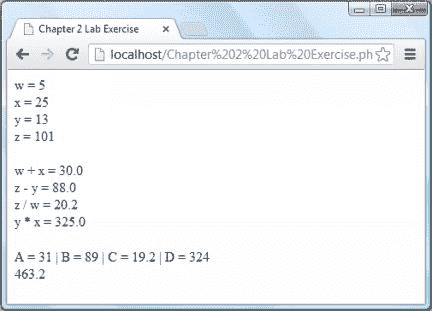 Chapter 2 Lab Exercise
localhost/Chapter%202%20Lab%20Exercise.ph
w = 5
x = 25
y = 13
z = 101
w + x = 30.0
z - y = 88.0
z / w = 20.2
y * x = 325.0
A = 31 | B = 89 | C = 19.2 | D = 324
463.2